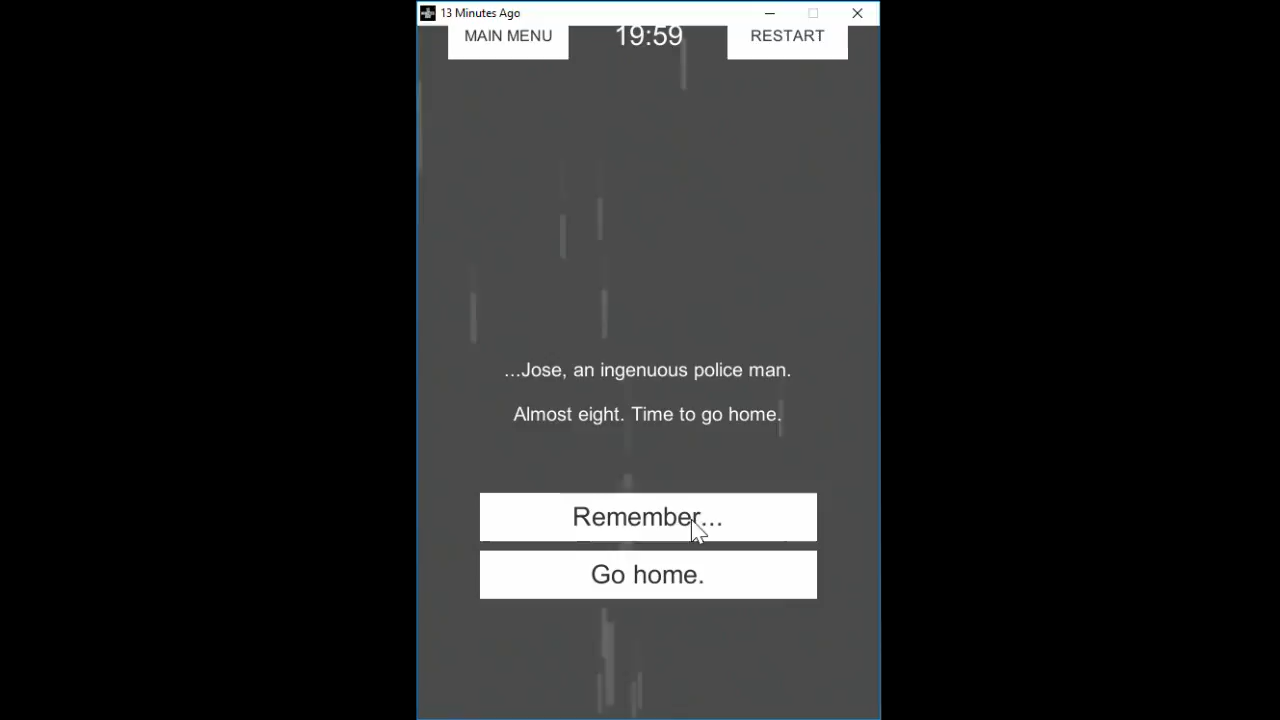 13 Minutes Ago
MAIN MENU
19:59
RESTART
...Jose, an ingenuous police man.
Almost eight. Time to go home.
Remember...
Go home.